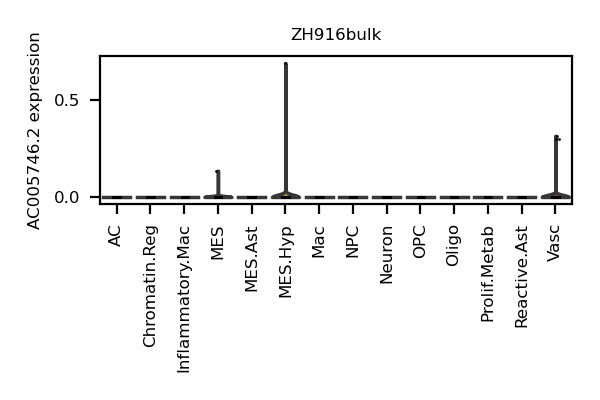 ZH916bulk
AC005746.2 expression
0.5
0.0
AC
Chromatin.Reg
Inflammatory.Mac
MES
MES.Ast
MES.Hyp
Mac
NPC
Neuron
OPC
Oligo
Prolif.Metab
Reactive.Ast
Vasc